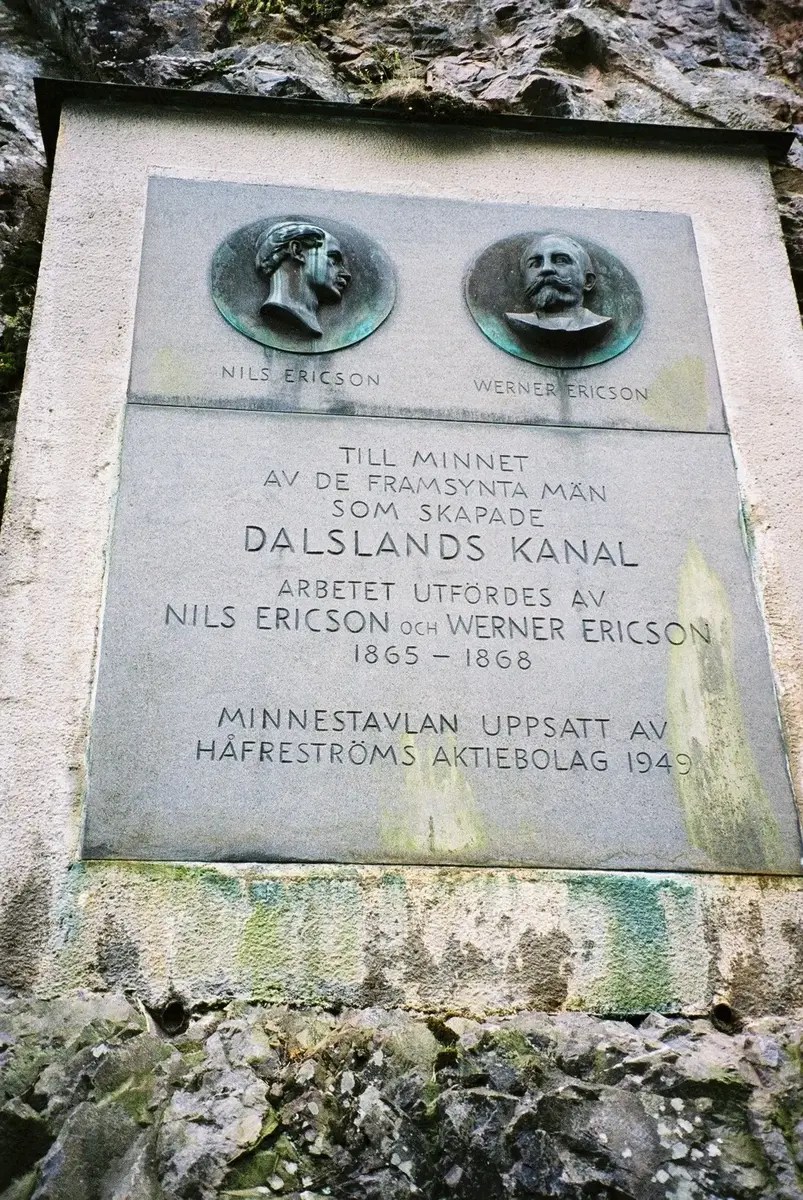 NILS ERICSON
WERNER ERICSON
TILL MINNET
AV DE FRAMSYNTA MÄN
SOM SKAPADE
DALSLANDS KANAL
ARBETET UTFÖRDES AV
NILS ERICSON OCH WERNER ERICSON
1865 – 1868
MINNESTAVLAN UPPSATT AV
HÅFRESTRÖMS AKTIEBOLAG 1949